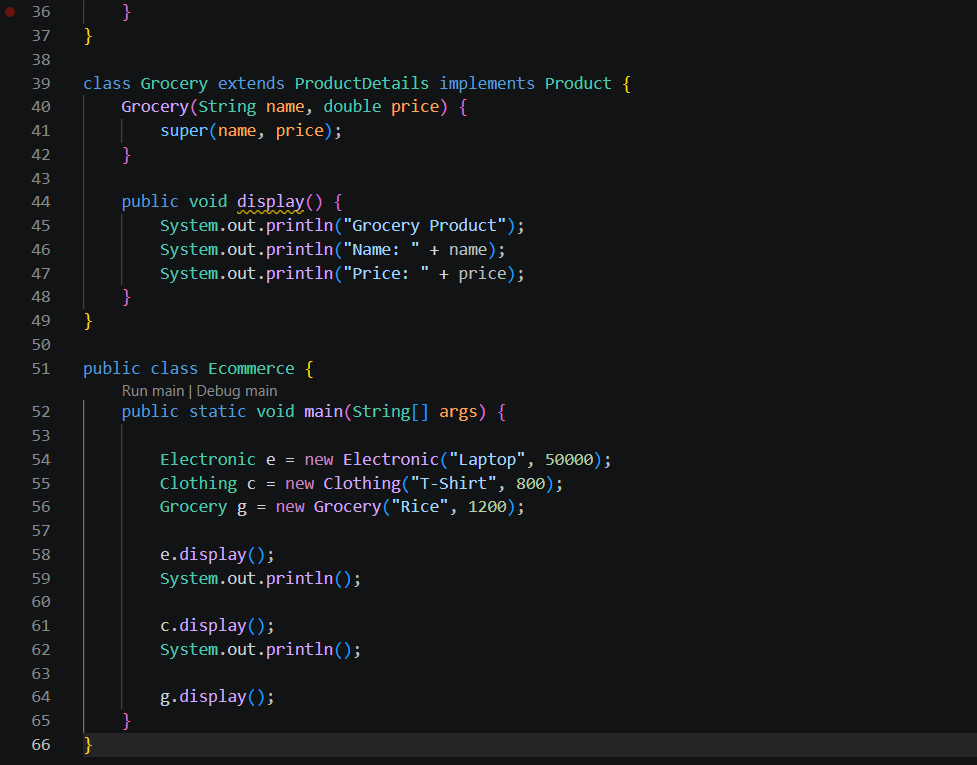 36 }
37 }
38
39 class Grocery extends ProductDetails implements Product {
40 Grocery(String name, double price) {
41 super(name, price);
42 }
43
44 public void display() {
45 System.out.println("Grocery Product");
46 System.out.println("Name: " + name);
47 System.out.println("Price: " + price);
48 }
49 }
50
51 public class Ecommerce {
Run main | Debug main
52 public static void main(String[] args) {
53
54 Electronic e = new Electronic("Laptop", 50000);
55 Clothing c = new Clothing("T-Shirt", 800);
56 Grocery g = new Grocery("Rice", 1200);
57
58 e.display();
59 System.out.println();
60
61 c.display();
62 System.out.println();
63
64 g.display();
65 }
66 }